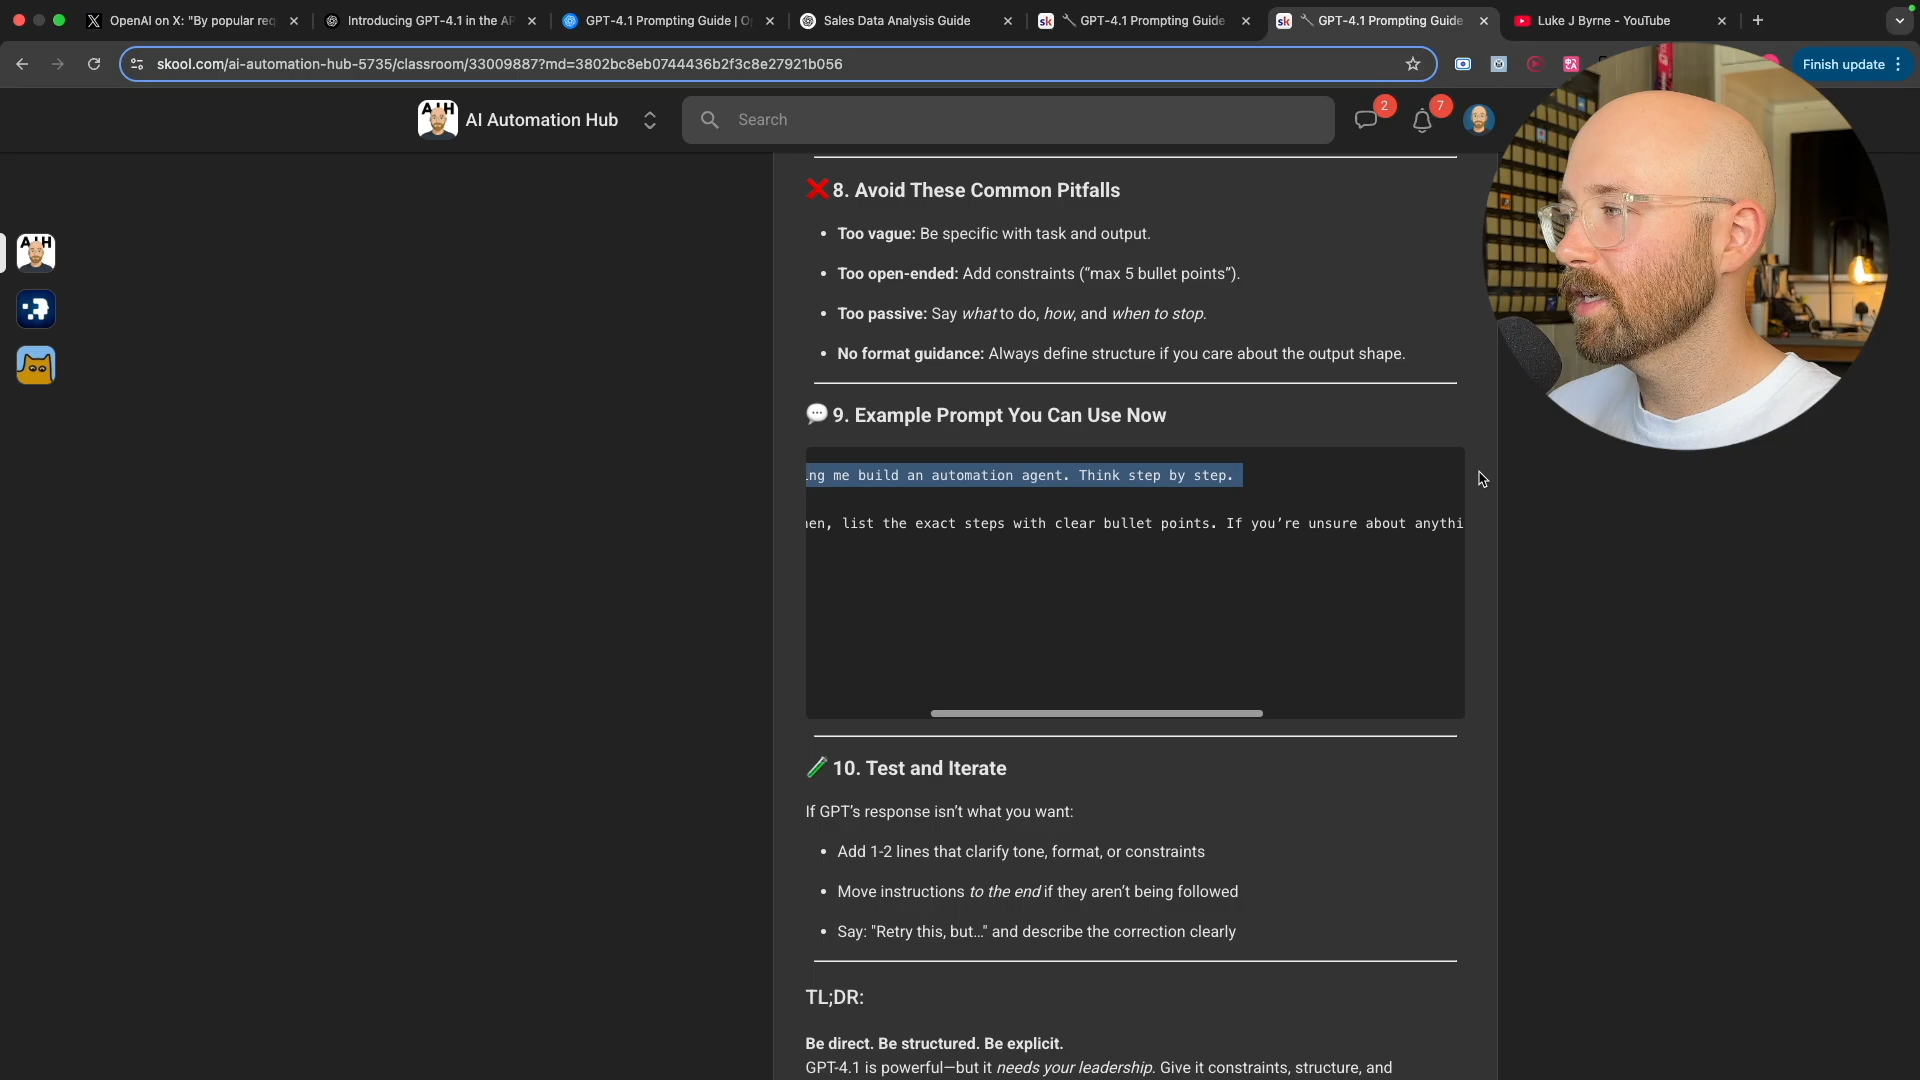 OpenAI on X: "By popular req
Introducing GPT-4.1 in the AP
GPT-4.1 Prompting Guide | O
Sales Data Analysis Guide
sk GPT-4.1 Prompting Guide
sk GPT-4.1 Prompting Guide
Luke J Byrne - YouTube
skool.com/ai-automation-hub-5735/classroom/33009887?md=3802bc8eb0744436b2f3c8e27921b056
Finish update
AIH
AI Automation Hub
Search
2
7
AIH
8. Avoid These Common Pitfalls
• Too vague: Be specific with task and output.
• Too open-ended: Add constraints (“max 5 bullet points”).
• Too passive: Say what to do, how, and when to stop.
• No format guidance: Always define structure if you care about the output shape.
9. Example Prompt You Can Use Now
ing me build an automation agent. Think step by step.
hen, list the exact steps with clear bullet points. If you’re unsure about anythi
10. Test and Iterate
If GPT’s response isn’t what you want:
• Add 1-2 lines that clarify tone, format, or constraints
• Move instructions to the end if they aren’t being followed
• Say: "Retry this, but…" and describe the correction clearly
TL;DR:
Be direct. Be structured. Be explicit.
GPT-4.1 is powerful—but it needs your leadership. Give it constraints, structure, and